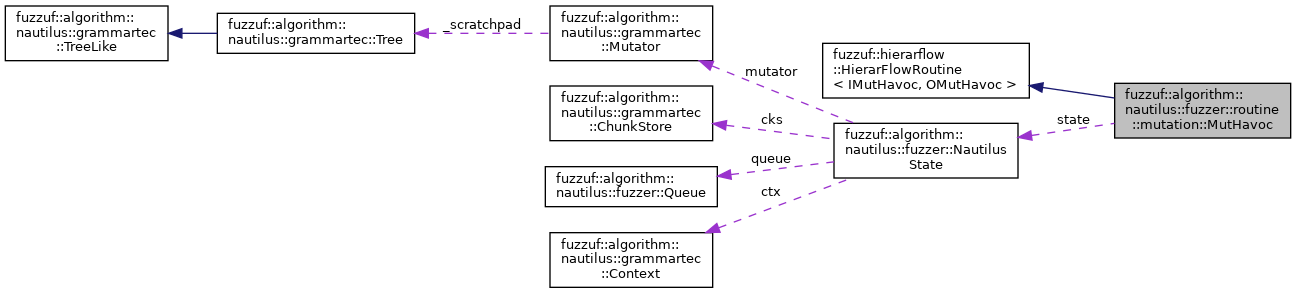 fuzzuf::algorithm::
nautilus::grammartec
::TreeLike
fuzzuf::algorithm::
nautilus::grammartec::Tree
_scratchpad
fuzzuf::algorithm::
nautilus::grammartec
::Mutator
mutator
fuzzuf::hierarflow
::HierarFlowRoutine
< IMutHavoc, OMutHavoc >
fuzzuf::algorithm::
nautilus::fuzzer::routine
::mutation::MutHavoc
fuzzuf::algorithm::
nautilus::grammartec
::ChunkStore
cks
state
fuzzuf::algorithm::
nautilus::fuzzer::Nautilus
State
queue
fuzzuf::algorithm::
nautilus::fuzzer::Queue
ctx
fuzzuf::algorithm::
nautilus::grammartec
::Context